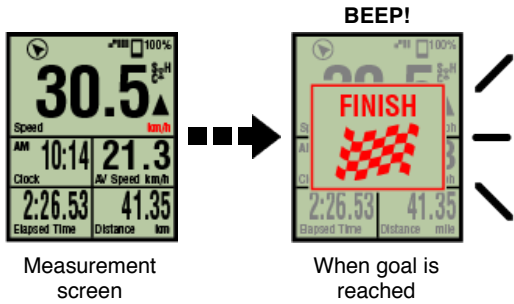 BEEP!
100%
S
C
H
30.5
Speed km/h
AM 10:14
Clock
21.3
AV Speed km/h
2:26.53
Elapsed Time
41.35
Distance km
Measurement
screen
100%
FINISH
2:26.53
Elapsed Time
41.35
Distance mile
When goal is
reached